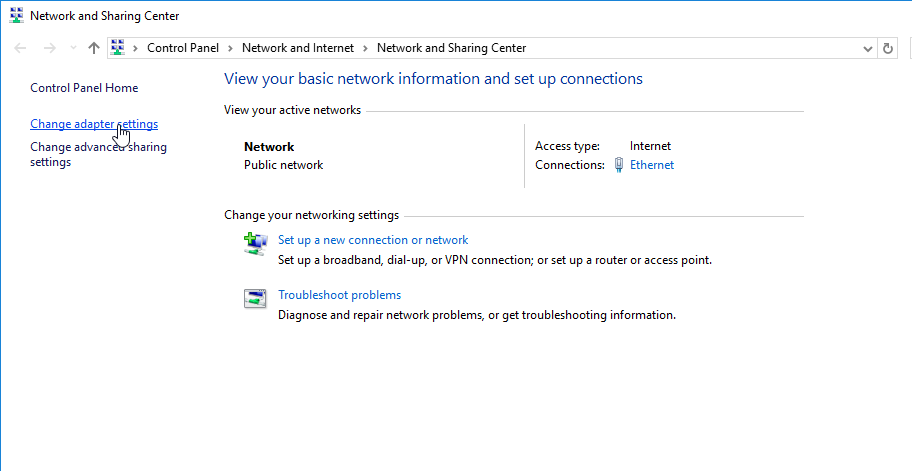 Network and Sharing Center
Control Panel > Network and Internet > Network and Sharing Center
Control Panel Home
Change adapter settings
Change advanced sharing
settings
View your basic network information and set up connections
View your active networks
Network
Public network
Access type: Internet
Connections: Ethernet
Change your networking settings
Set up a new connection or network
Set up a broadband, dial-up, or VPN connection; or set up a router or access point.
Troubleshoot problems
Diagnose and repair network problems, or get troubleshooting information.